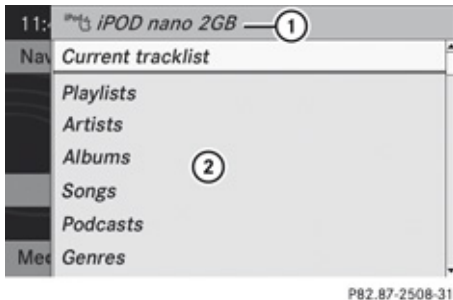 11:
iPod iPOD nano 2GB
1
Nav
Current tracklist
Playlists
Artists
Albums
2
Songs
Podcasts
Med
Genres
P82.87-2508-31